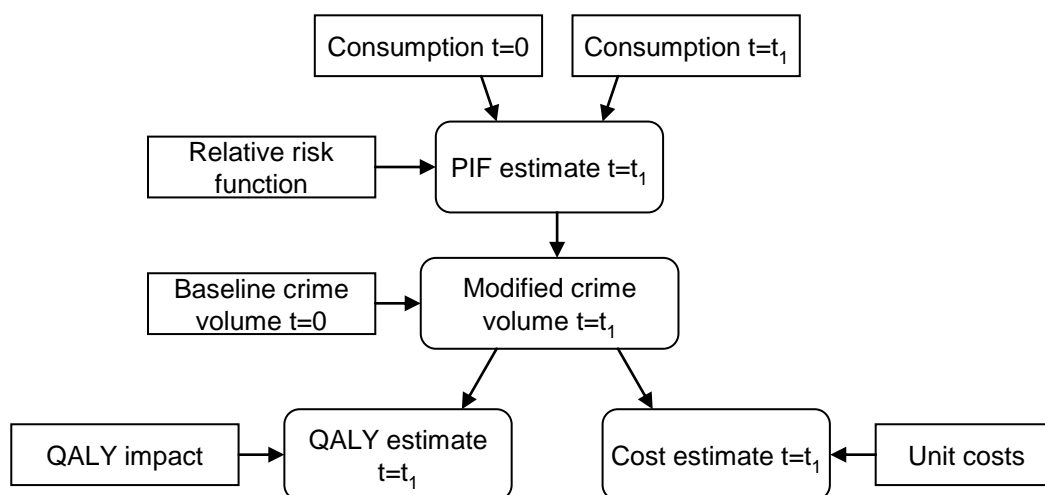 Consumption t=0
Consumption t=t₁
Relative risk
function
PIF estimate t=t₁
Baseline crime
volume t=0
Modified crime
volume t=t₁
QALY impact
QALY estimate
t=t₁
Cost estimate t=t₁
Unit costs